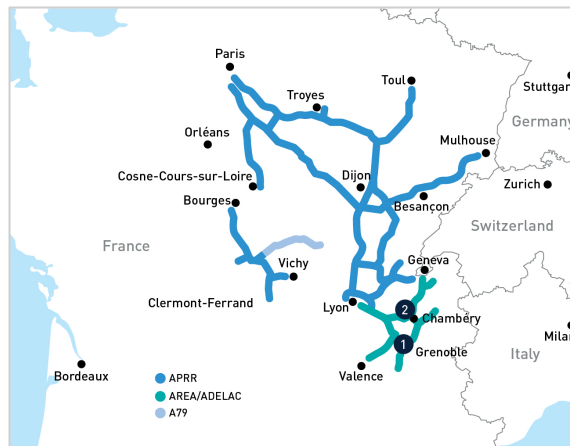 Paris
Toul
Troyes
Stuttgar
Orléans
Germany
Mulhouse
Cosne-Cours-sur-Loire
Dijon
Zurich
Bourges
Besançon
Switzerland
France
Geneva
Vichy
Clermont-Ferrand
Lyon
2
Chambéry
Milan
1
Grenoble
Italy
Bordeaux
Valence
APRR
AREA/ADELAC
A79